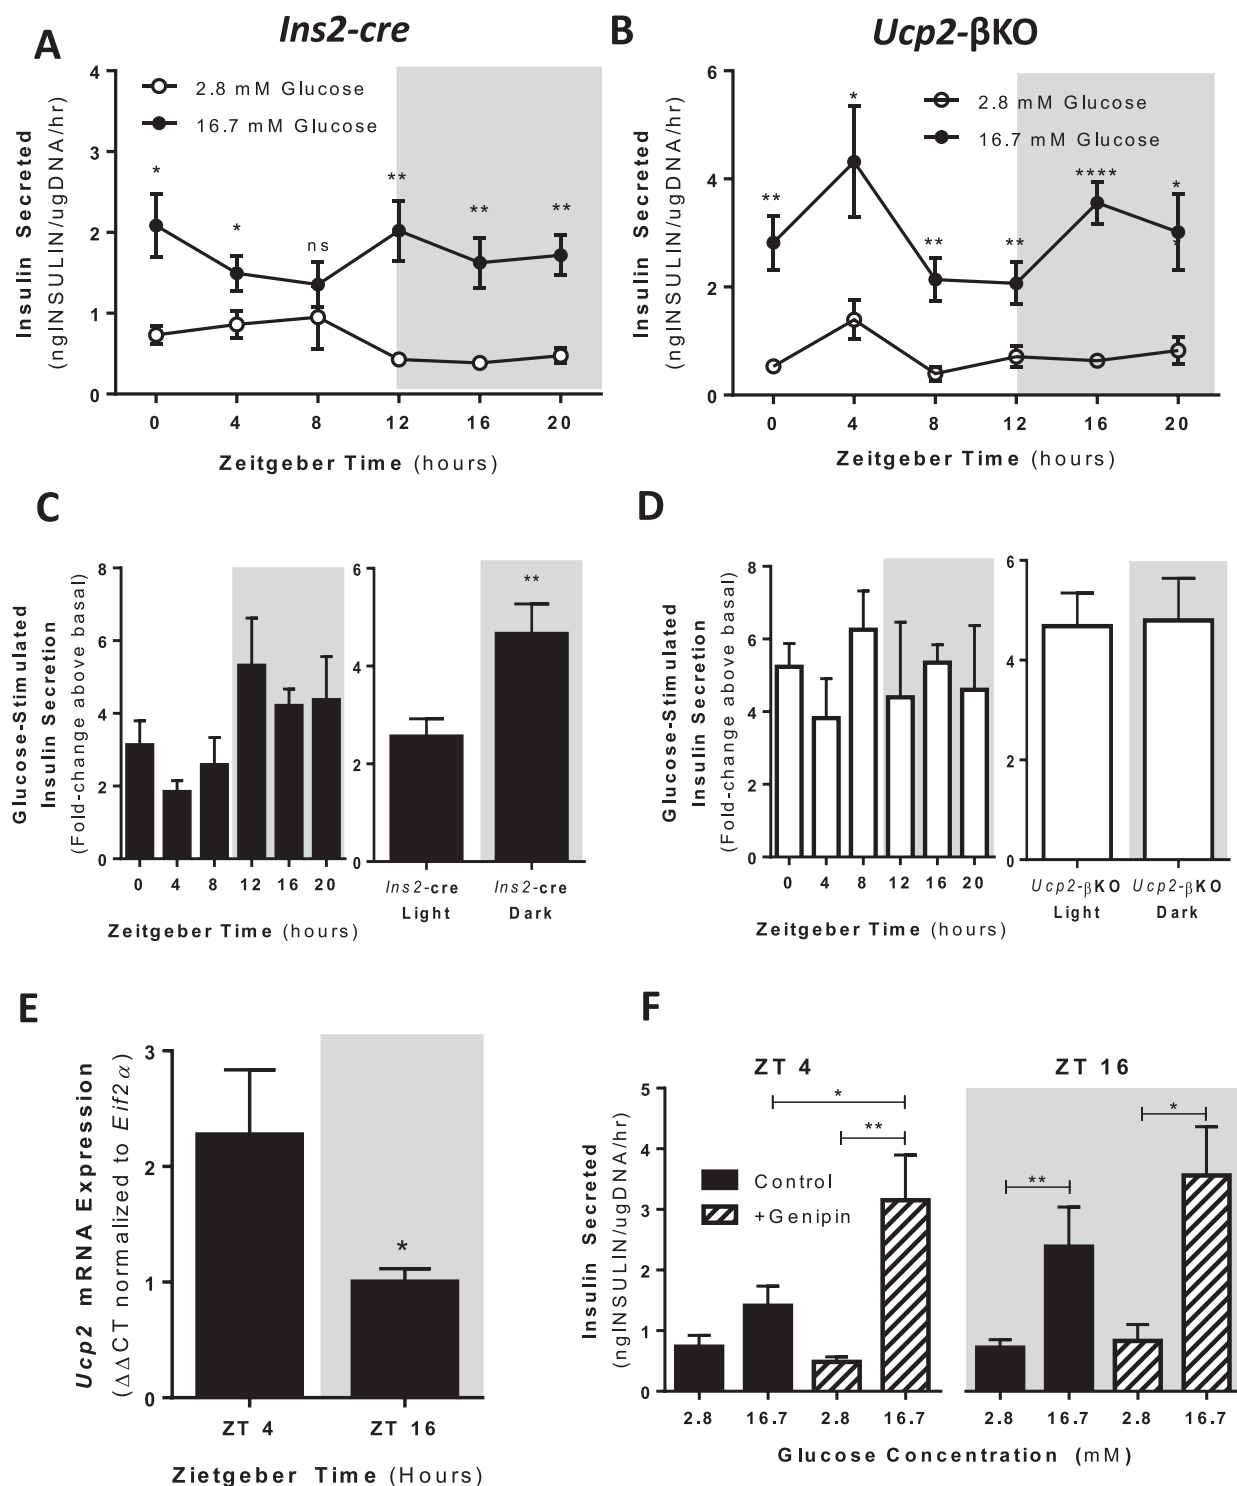 A
Ins2-cre
Insulin Secreted
(ngINSULIN/ugDNA/hr)
4
3
2
1
0
2.8 mM Glucose
16.7 mM Glucose
*
*
ns
**
**
**
0 4 8 12 16 20
Zeitgeber Time (hours)
B
Ucp2-βKO
Insulin Secreted
(ngINSULIN/ugDNA/hr)
6
4
2
0
2.8 mM Glucose
16.7 mM Glucose
**
*
**
**
****
*
*
0 4 8 12 16 20
Zeitgeber Time (hours)
C
Glucose-Stimulated
Insulin Secretion
(Fold-change above basal)
8
6
4
2
0
0 4 8 12 16 20
Zeitgeber Time (hours)
6
4
2
0
**
Ins2-cre
Light
Ins2-cre
Dark
D
Glucose-Stimulated
Insulin Secretion
(Fold-change above basal)
8
6
4
2
0
0 4 8 12 16 20
Zeitgeber Time (hours)
6
4
2
0
Ucp2-βKO
Light
Ucp2-βKO
Dark
E
Ucp2 mRNA Expression
(ΔΔCT normalized to Eif2α)
3
2
1
0
*
ZT 4 ZT 16
Zietgeber Time (Hours)
F
Insulin Secreted
(ngINSULIN/ugDNA/hr)
5
4
3
2
1
0
ZT 4
*
**
Control
+Genipin
2.8 16.7 2.8 16.7
ZT 16
*
**
2.8 16.7 2.8 16.7
Glucose Concentration (mM)